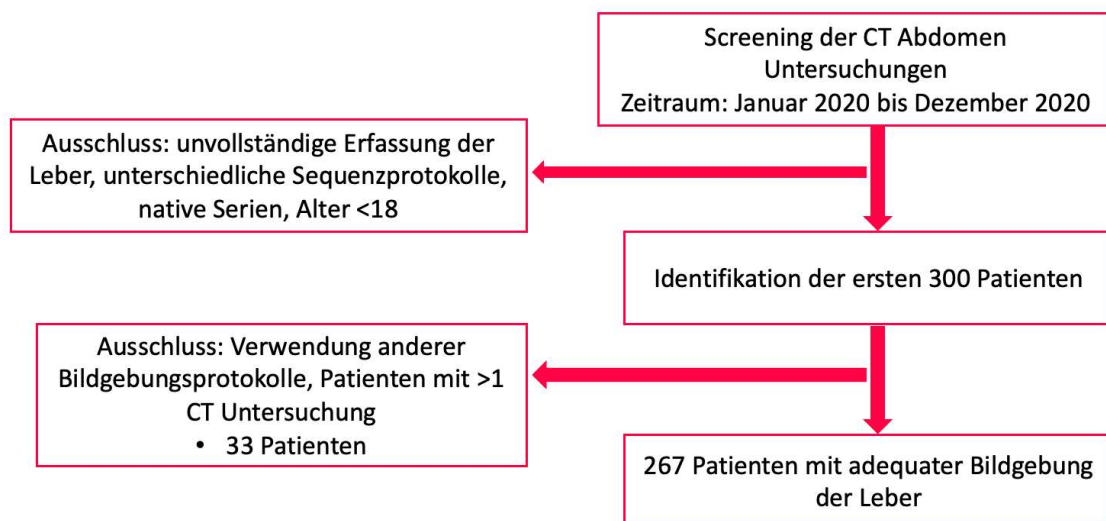 Screening der CT Abdomen
Untersuchungen
Zeitraum: Januar 2020 bis Dezember 2020
Ausschluss: unvollständige Erfassung der
Leber, unterschiedliche Sequenzprotokolle,
native Serien, Alter <18
Identifikation der ersten 300 Patienten
Ausschluss: Verwendung anderer
Bildgebungsprotokolle, Patienten mit >1
CT Untersuchung
• 33 Patienten
267 Patienten mit adequater Bildgebung
der Leber